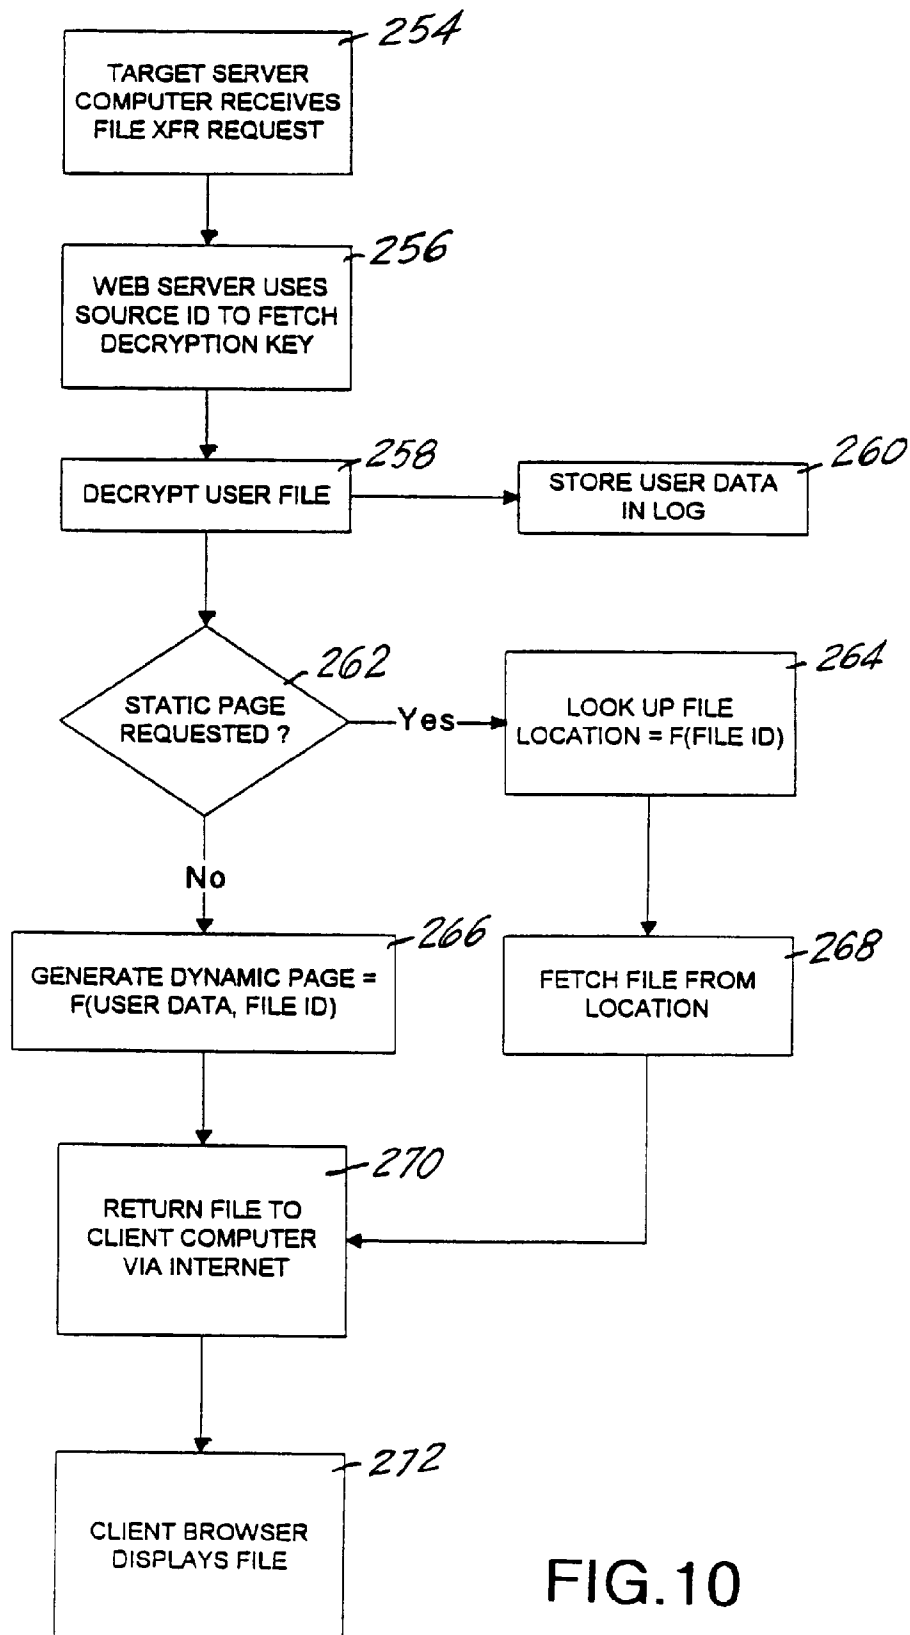 254
TARGET SERVER
COMPUTER RECEIVES
FILE XFR REQUEST
256
WEB SERVER USES
SOURCE ID TO FETCH
DECRYPTION KEY
258
DECRYPT USER FILE
260
STORE USER DATA
IN LOG
262
STATIC PAGE
REQUESTED ?
Yes
264
LOOK UP FILE
LOCATION = F(FILE ID)
No
266
GENERATE DYNAMIC PAGE =
F(USER DATA, FILE ID)
268
FETCH FILE FROM
LOCATION
270
RETURN FILE TO
CLIENT COMPUTER
VIA INTERNET
272
CLIENT BROWSER
DISPLAYS FILE
FIG.10